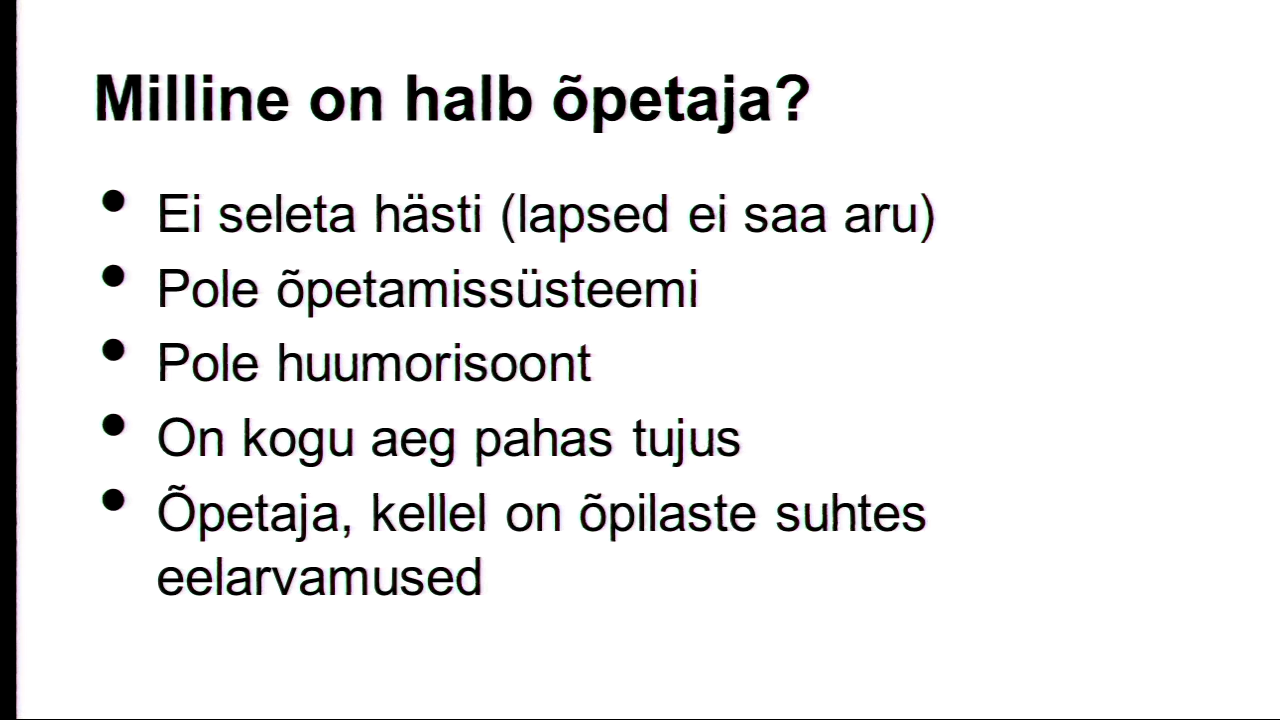 Milline on halb õpetaja?
• Ei seleta hästi (lapsed ei saa aru)
• Pole õpetamissüsteemi
• Pole huumorisoont
• On kogu aeg pahas tujus
• Õpetaja, kellel on õpilaste suhtes
eelarvamused